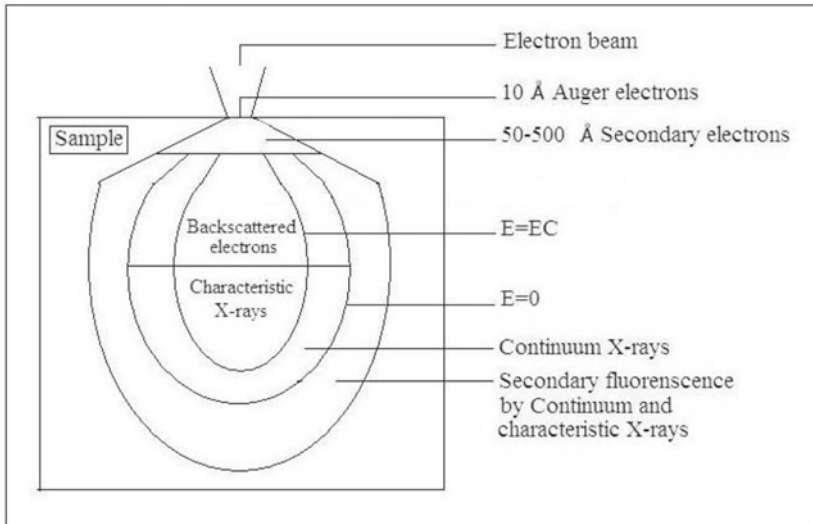 Electron beam
10 Å Auger electrons
50-500 Å Secondary electrons
Sample
Backscattered
electrons
E=EC
Characteristic
X-rays
E=0
Continuum X-rays
Secondary fluorenscence
by Continuum and
characteristic X-rays